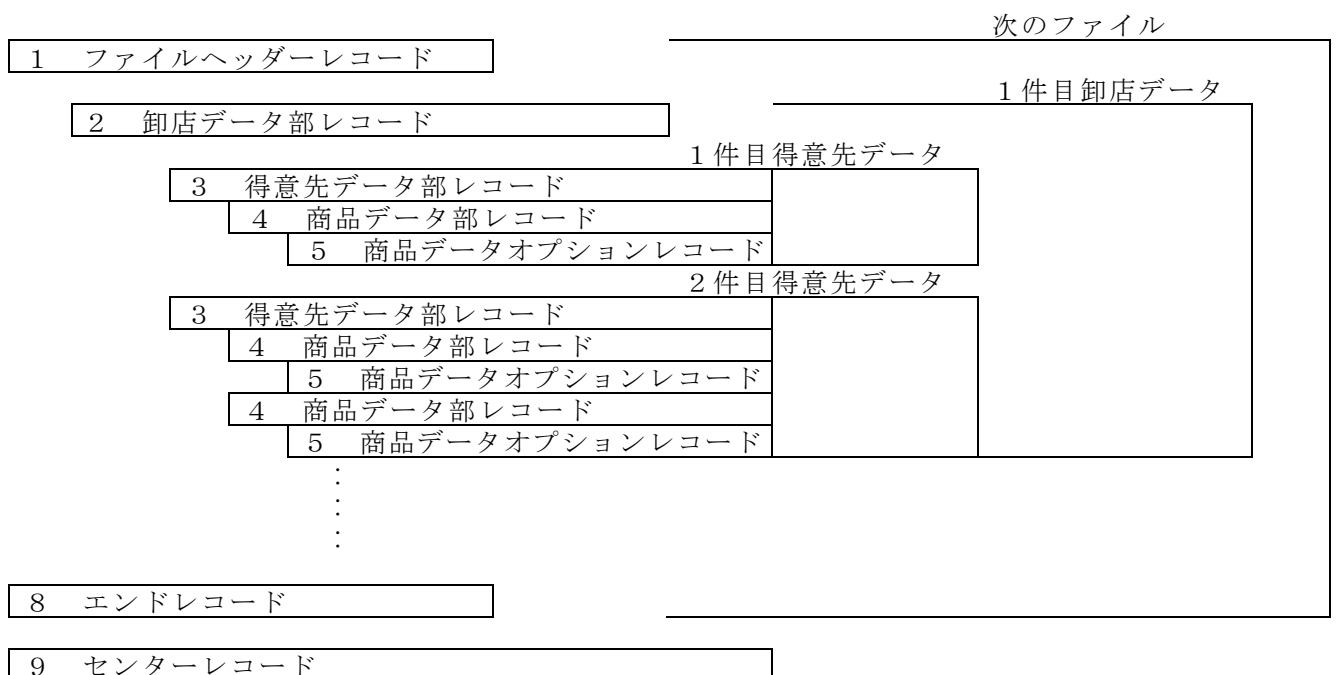 次のファイル
1 ファイルヘッダーレコード
1件目卸店データ
2 卸店データ部レコード
1件目得意先データ
3 得意先データ部レコード
4 商品データ部レコード
5 商品データオプションレコード
2件目得意先データ
3 得意先データ部レコード
4 商品データ部レコード
5 商品データオプションレコード
4 商品データ部レコード
5 商品データオプションレコード
:
:
:
8 エンドレコード
9 センターレコード